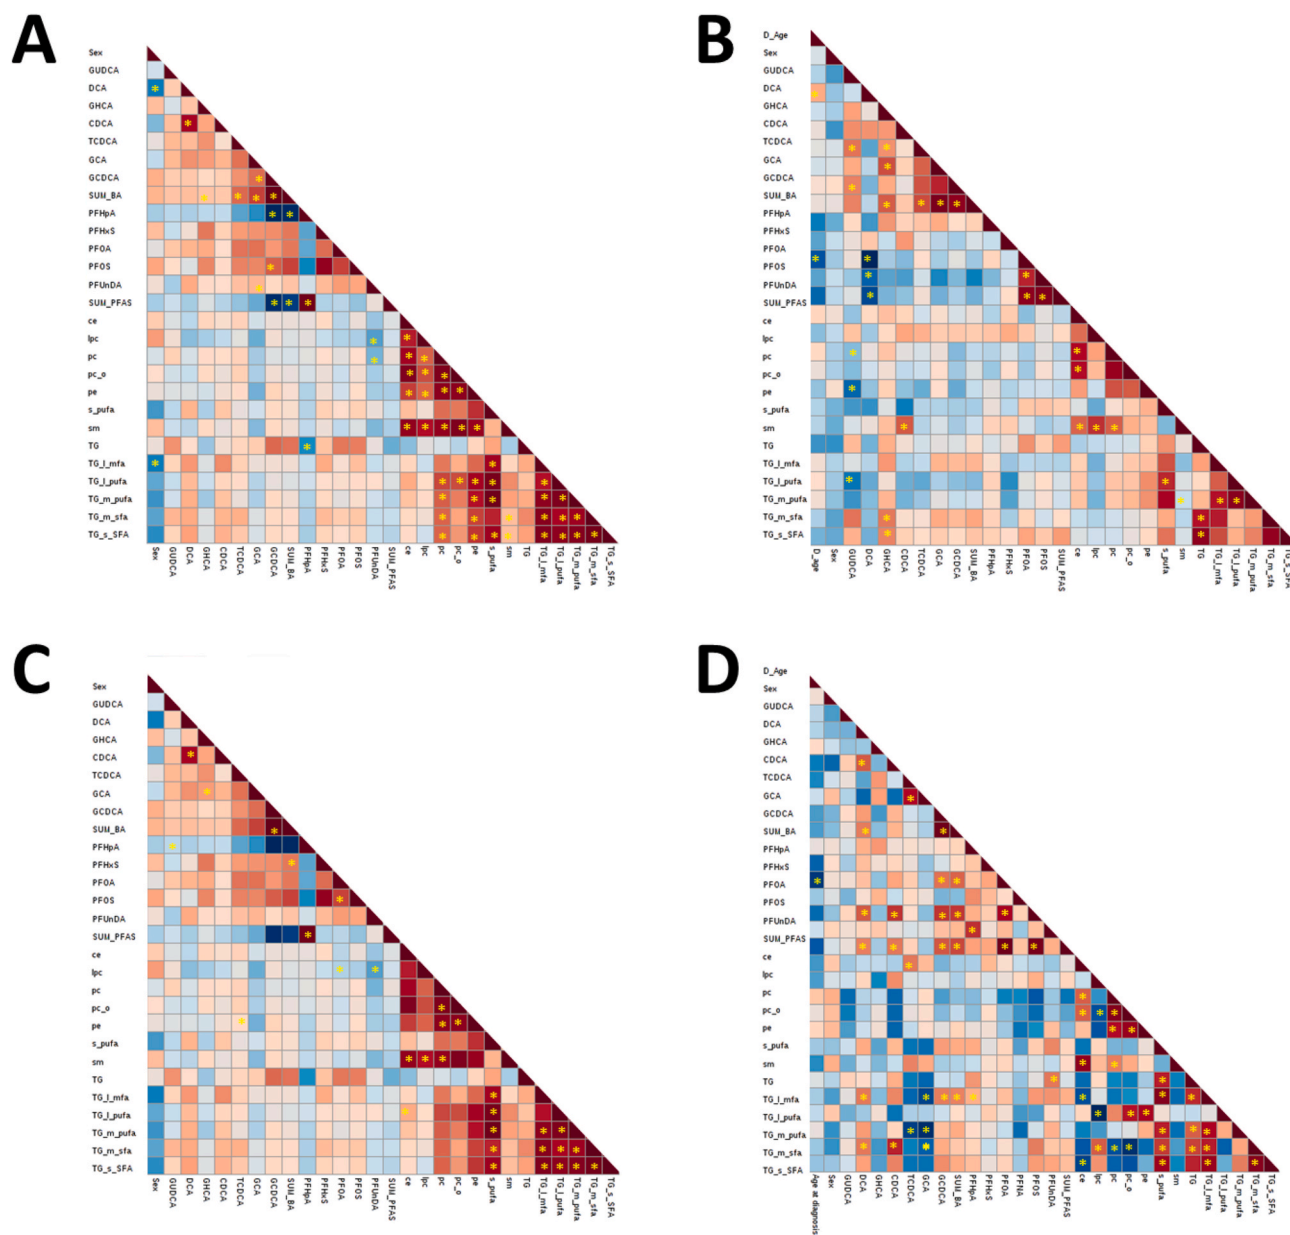 A
Sex
GUDCA
DCA
GHCA
CDCA
TCDCA
GCA
GCDCA
SUM_BA
PFHpA
PFHxS
PFOA
PFOS
PFUnDA
SUM_PFAS
ce
lpc
pc
pc_o
pe
s_pufa
sm
TG
TG_l_mfa
TG_l_pufa
TG_m_pufa
TG_m_sfa
TG_s_SFA
Sex
GUDCA
DCA
GHCA
CDCA
TCDCA
GCA
GCDCA
SUM_BA
PFHpA
PFHxS
PFOA
PFOS
PFUnDA
SUM_PFAS
ce
lpc
pc
pc_o
pe
s_pufa
sm
TG
TG_l_mfa
TG_l_pufa
TG_m_pufa
TG_m_sfa
TG_s_SFA
B
D_Age
Sex
GUDCA
DCA
GHCA
CDCA
TCDCA
GCA
GCDCA
SUM_BA
PFHpA
PFHxS
PFOA
PFOS
PFUnDA
SUM_PFAS
ce
lpc
pc
pc_o
pe
s_pufa
sm
TG
TG_l_mfa
TG_l_pufa
TG_m_pufa
TG_m_sfa
TG_s_SFA
D_age
Sex
GUDCA
DCA
GHCA
CDCA
TCDCA
GCA
GCDCA
SUM_BA
PFHpA
PFHxS
PFOA
PFOS
SUM_PFAS
ce
lpc
pc
pc_o
pe
s_pufa
sm
TG
TG_l_mfa
TG_l_pufa
TG_m_pufa
TG_m_sfa
TG_s_SFA
C
Sex
GUDCA
DCA
GHCA
CDCA
TCDCA
GCA
GCDCA
SUM_BA
PFHpA
PFHxS
PFOA
PFOS
PFUnDA
SUM_PFAS
ce
lpc
pc
pc_o
pe
s_pufa
sm
TG
TG_l_mfa
TG_l_pufa
TG_m_pufa
TG_m_sfa
TG_s_SFA
Sex
GUDCA
DCA
GHCA
CDCA
TCDCA
GCA
GCDCA
SUM_BA
PFHpA
PFHxS
PFOA
PFOS
PFUnDA
SUM_PFAS
ce
lpc
pc
pc_o
pe
s_pufa
sm
TG
TG_l_mfa
TG_l_pufa
TG_m_pufa
TG_m_sfa
TG_s_SFA
D
D_Age
Sex
GUDCA
DCA
GHCA
CDCA
TCDCA
GCA
GCDCA
SUM_BA
PFHpA
PFHxS
PFOA
PFOS
PFUnDA
SUM_PFAS
ce
lpc
pc
pc_o
pe
s_pufa
sm
TG
TG_l_mfa
TG_l_pufa
TG_m_pufa
TG_m_sfa
TG_s_SFA
Age at diagnosis
Sex
GUDCA
DCA
GHCA
CDCA
TCDCA
GCA
GCDCA
SUM_BA
PFHpA
PFHxS
PFOA
PFNA
PFOS
PFUnDA
SUM_PFAS
ce
lpc
pc
pc_o
pe
s_pufa
sm
TG
TG_l_mfa
TG_l_pufa
TG_m_pufa
TG_m_sfa
TG_s_SFA